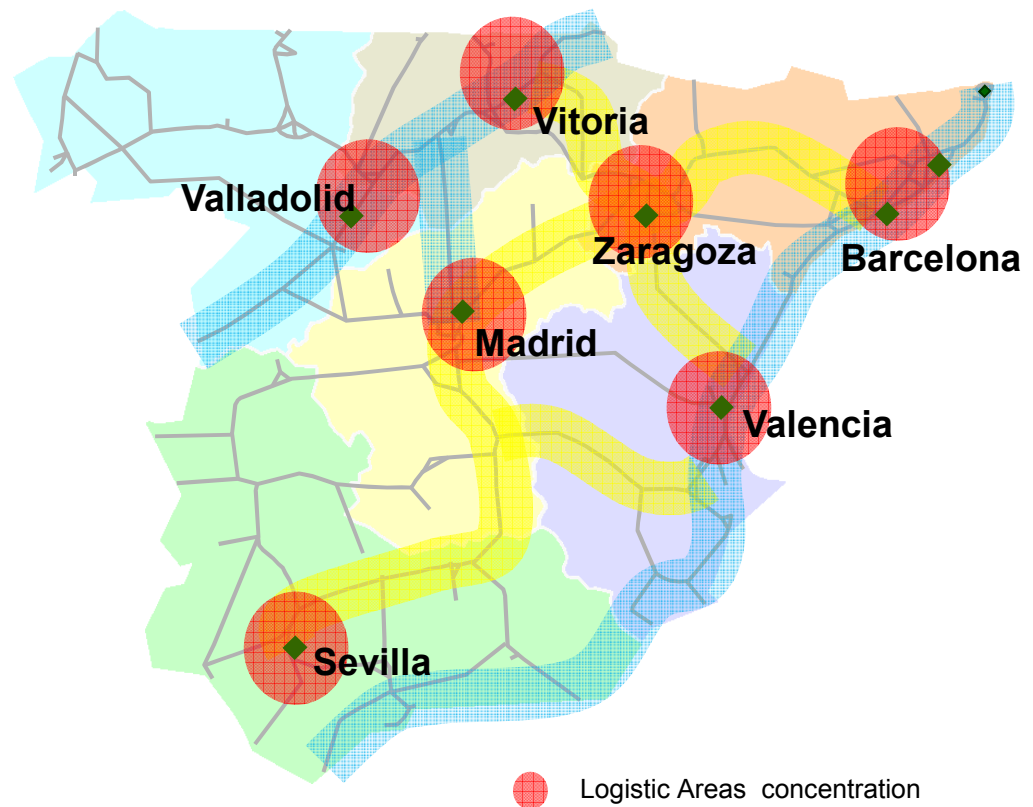 Vitoria
Valladolid
Zaragoza
Barcelona
Madrid
Valencia
Sevilla
Logistic Areas concentration